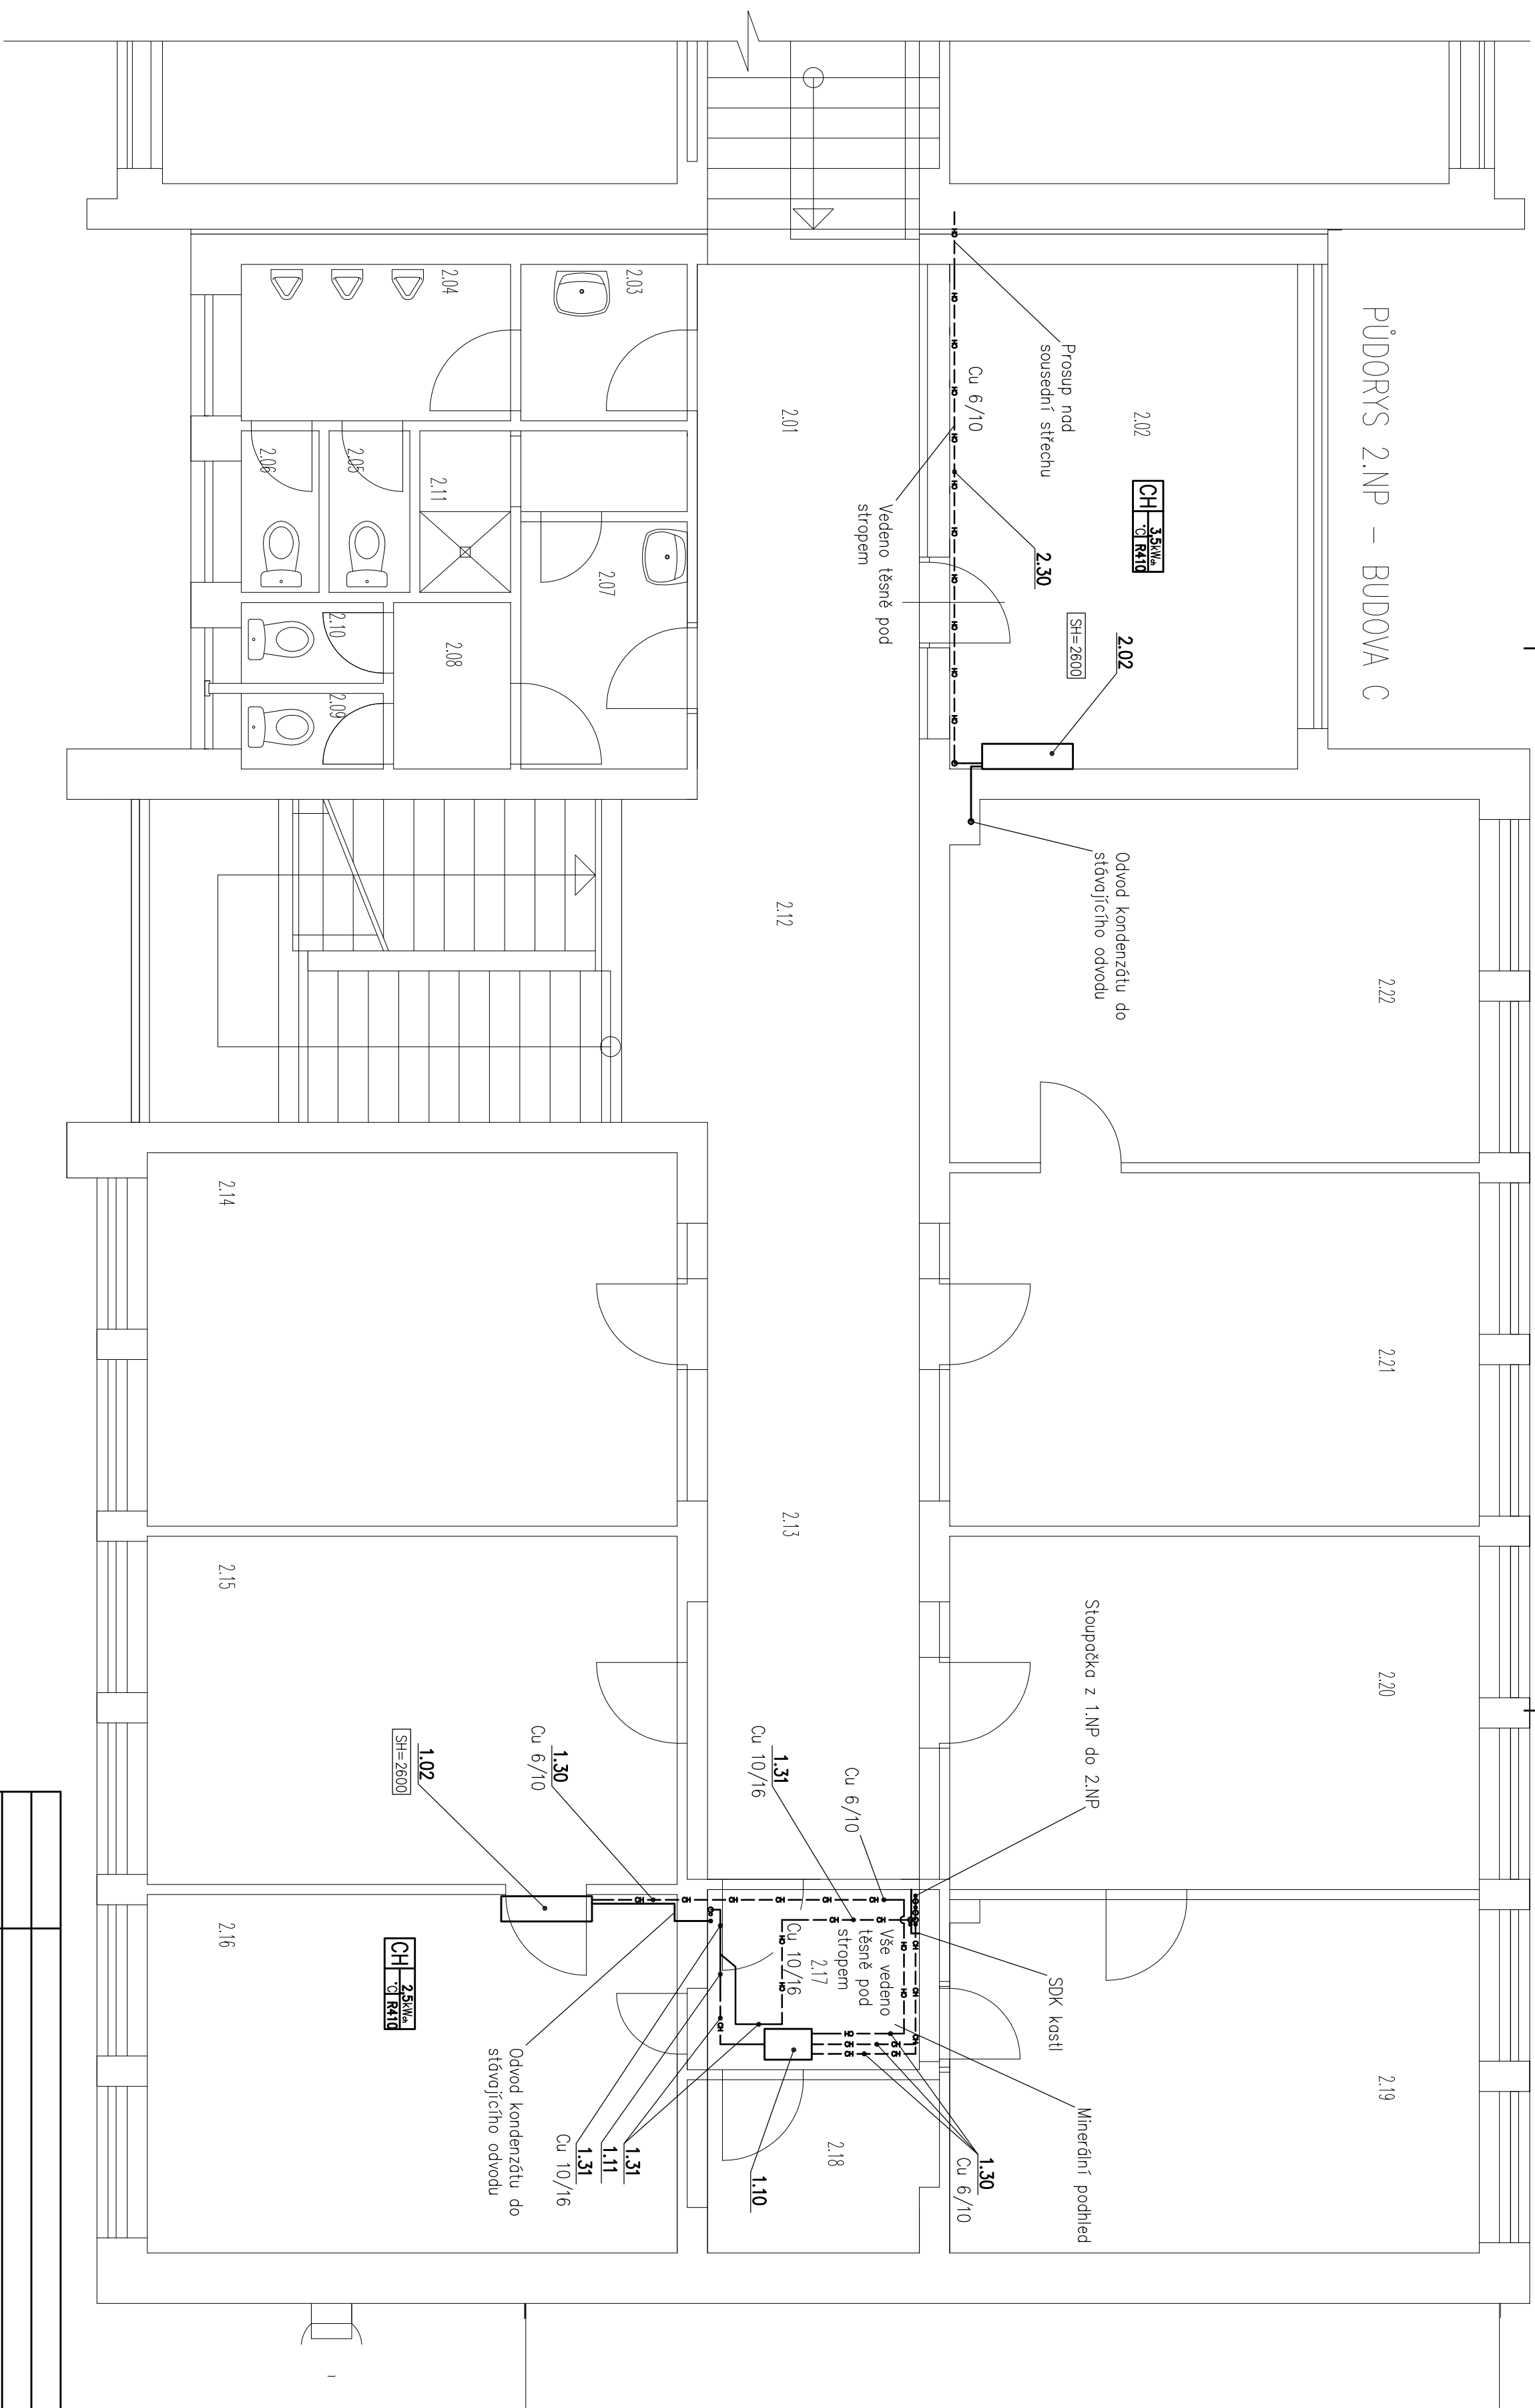 PŮDORYS 2.NP – BUDOVA C
2.02
CH 3,5kWch
°C R410
SH=2600
2.02
Prosup nad
sousední střechu
Cu 6/10
2.30
Vedeno těsně pod
stropem
Odvod kondenzátu do
stávajícího odvodu
2.22
2.21
2.20
2.19
2.01
2.12
2.13
2.03
2.04
2.05
2.06
2.11
2.07
2.08
2.10
2.09
2.14
2.15
2.16
Stoupačka z 1.NP do 2.NP
SDK kastl
Minerální podhled
1.30
Cu 6/10
Cu 6/10
1.31
Cu 10/16
Vše vedeno
těsně pod
stropem
2.17
Cu 10/16
2.18
1.10
1.30
Cu 6/10
1.02
SH=2600
1.31
1.11
1.31
Cu 10/16
Odvod kondenzátu do
stávajícího odvodu
CH 2,5kWch
°C R410